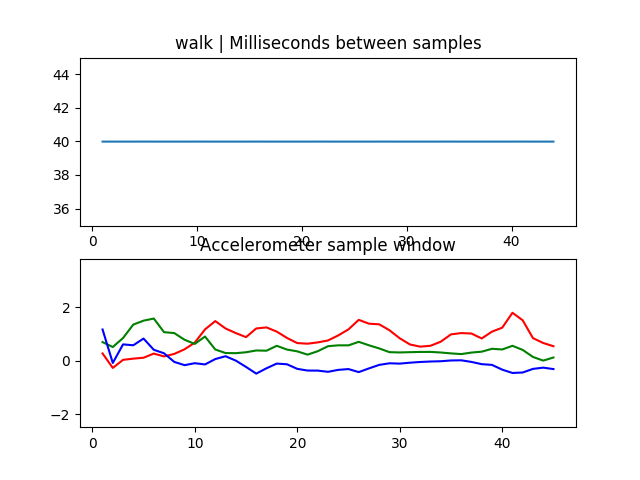 walk | Milliseconds between samples
44
42
40
38
36
0 10 20 30 40
Accelerometer sample window
2
0
−2
0 10 20 30 40